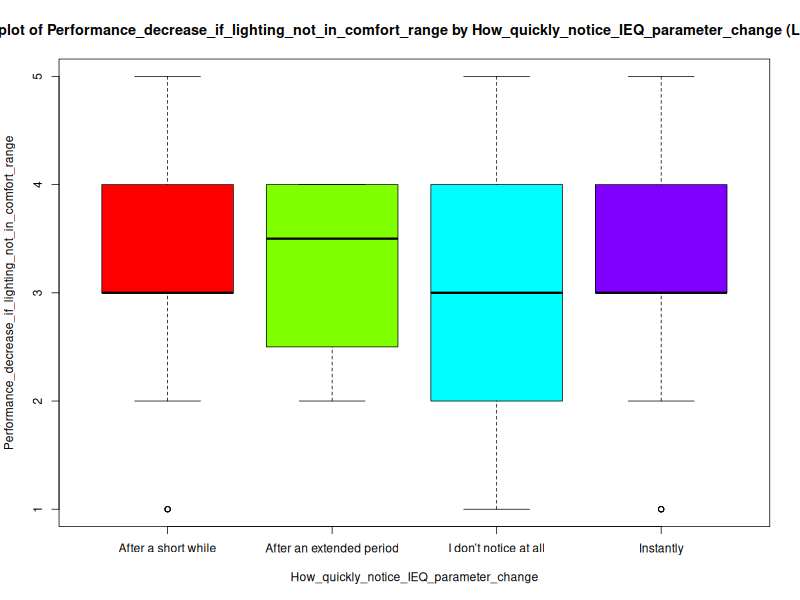 plot of Performance_decrease_if_lighting_not_in_comfort_range by How_quickly_notice_IEQ_parameter_change (L
Performance_decrease_if_lighting_not_in_comfort_range
5
4
3
2
1
After a short while
After an extended period
I don't notice at all
Instantly
How_quickly_notice_IEQ_parameter_change